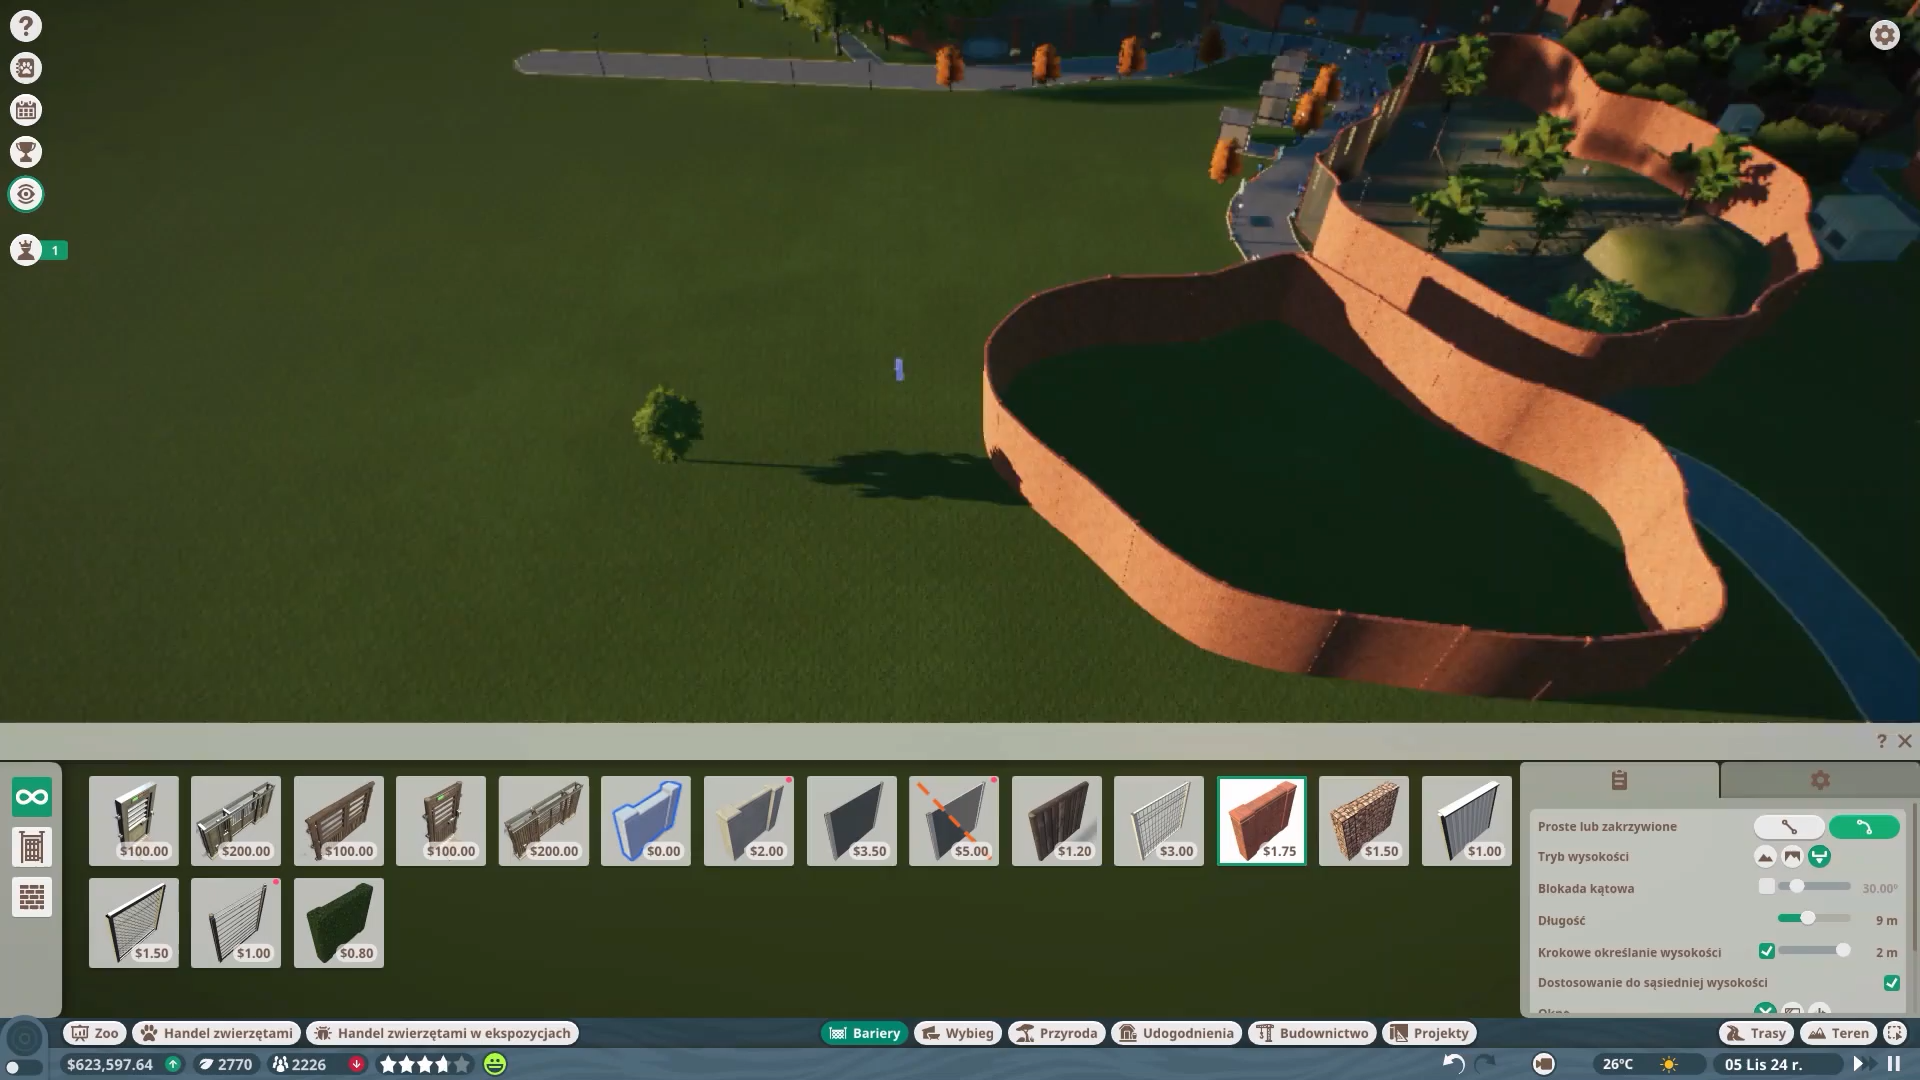 ?
1
?
$100.00 $200.00 $100.00 $100.00 $200.00 $0.00 $2.00 $3.50 $5.00 $1.20 $3.00 $1.75 $1.50 $1.00
$1.50 $1.00 $0.80
Proste lub zakrzywione
Tryb wysokości
Blokada kątowa 30.00°
Długość 9 m
Krokowe określanie wysokości 2 m
Dostosowanie do sąsiedniej wysokości
Zoo Handel zwierzętami Handel zwierzętami w ekspozycjach Bariery Wybieg Przyroda Udogodnienia Budownictwo Projekty Trasy Teren
$623,597.64 2770 2226 26°C 05 Lis 24 r.